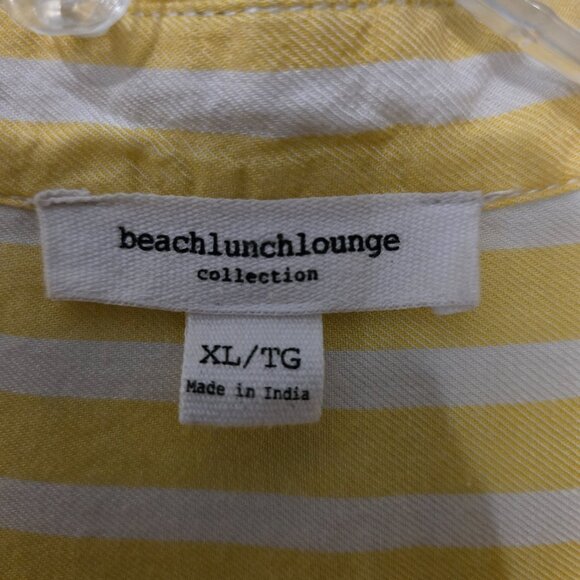 beachlunchlounge
collection
XL/TG
Made in India